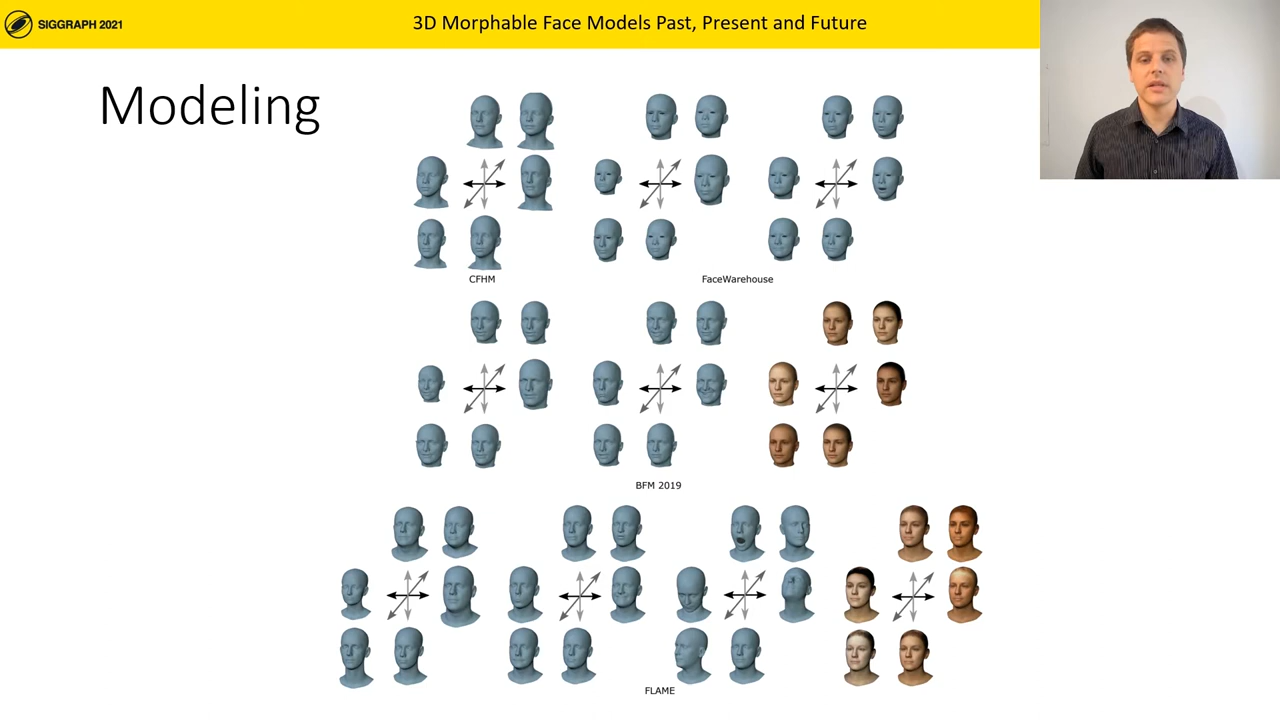 SIGGRAPH 2021
3D Morphable Face Models Past, Present and Future
Modeling
CFHM
FaceWarehouse
BFM 2019
FLAME